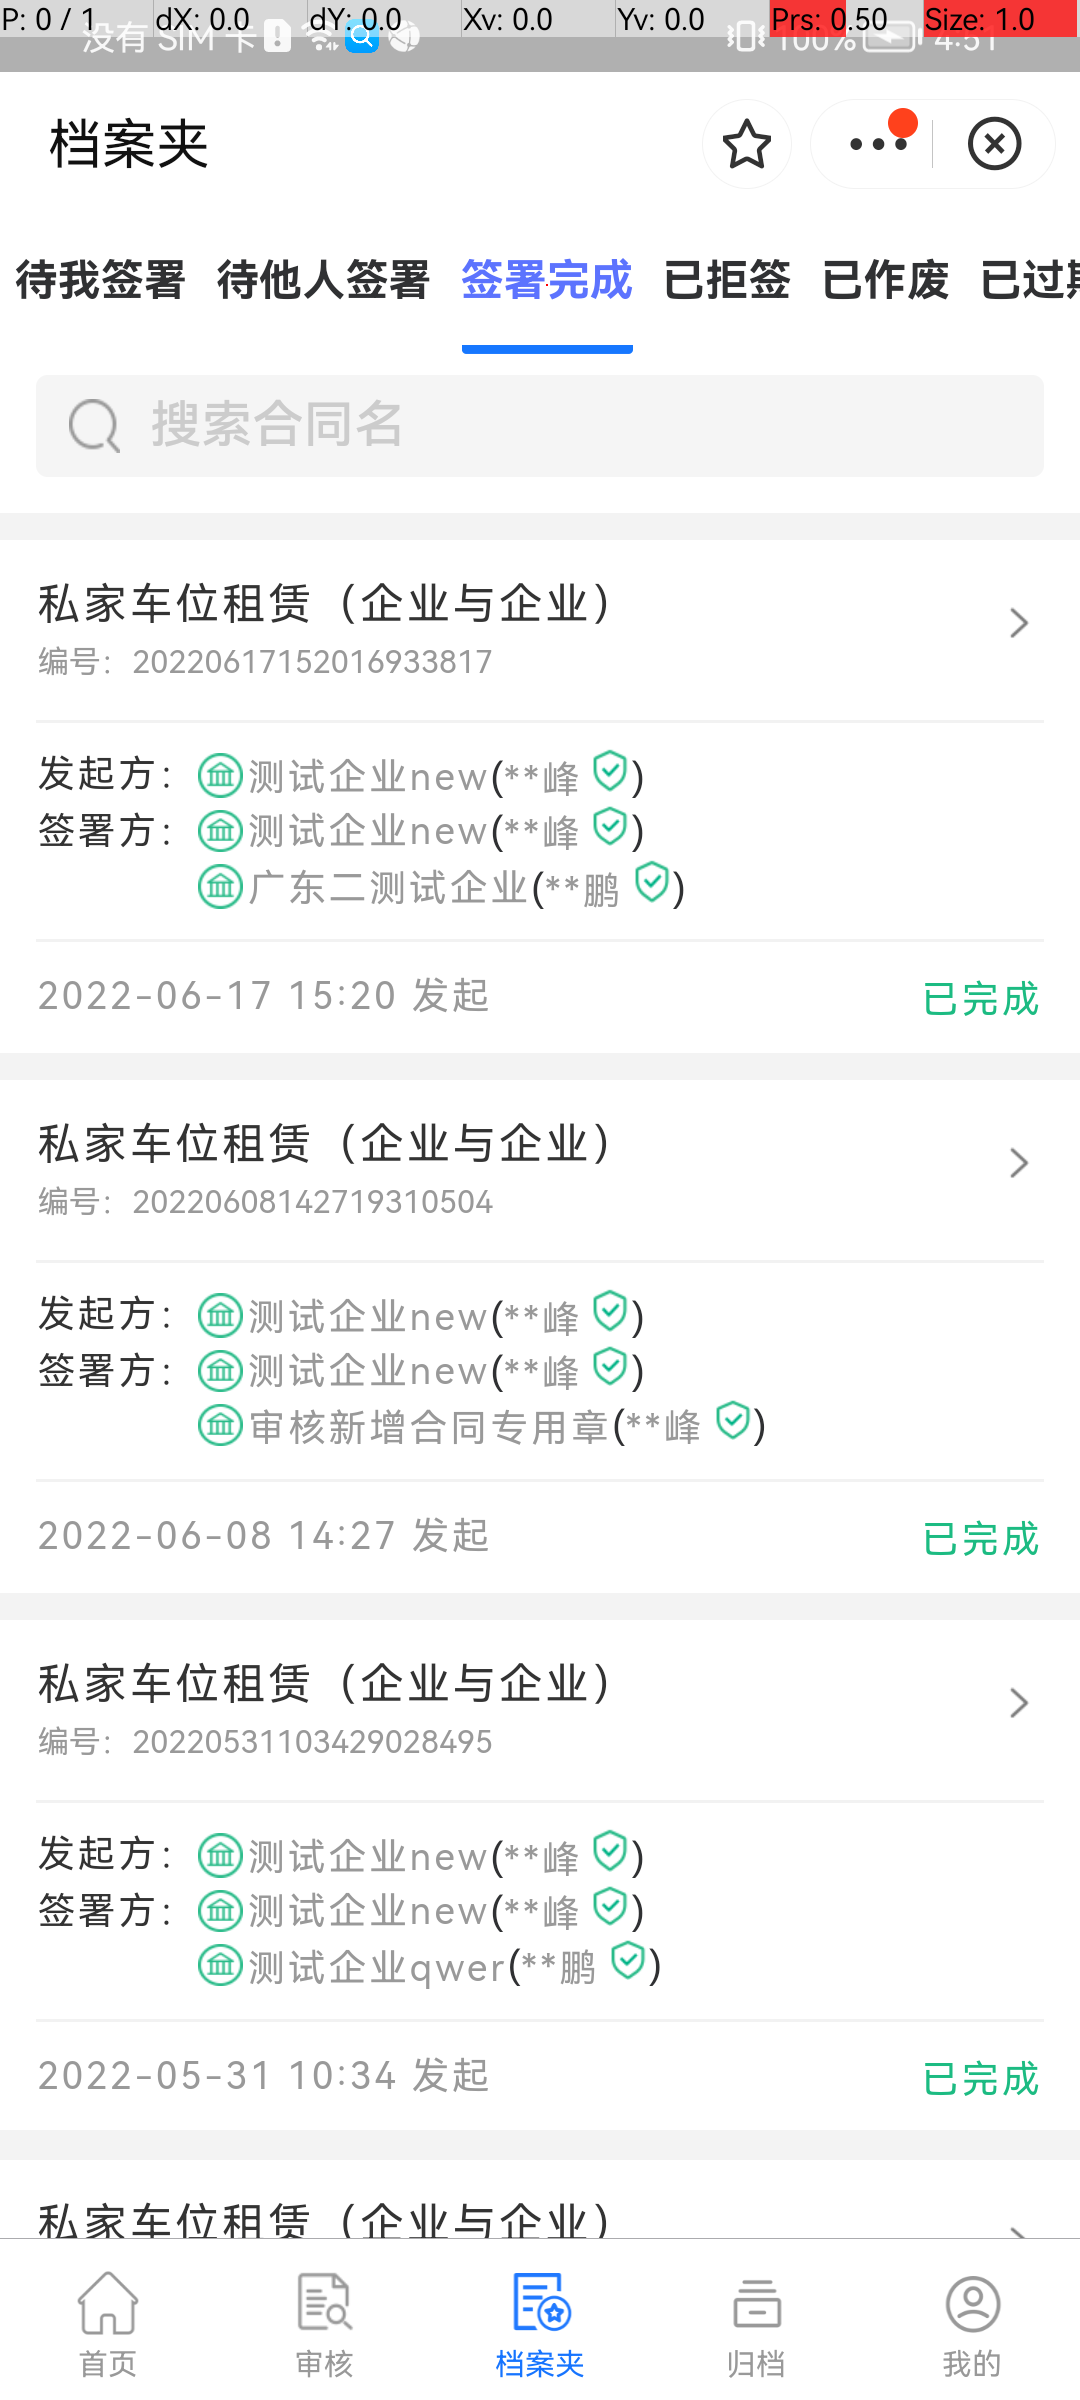 P: 0 / 1 dX: 0.0 dY: 0.0 Xv: 0.0 Yv: 0.0 Prs: 0.50 Size: 1.0
没有 SIM 卡 100% 4:51
档案夹
待我签署 待他人签署 签署完成 已拒签 已作废 已过期
搜索合同名
私家车位租赁（企业与企业）
编号：20220617152016933817
发起方：测试企业new(**峰)
签署方：测试企业new(**峰)
广东二测试企业(**鹏)
2022-06-17 15:20 发起 已完成
私家车位租赁（企业与企业）
编号：20220608142719310504
发起方：测试企业new(**峰)
签署方：测试企业new(**峰)
审核新增合同专用章(**峰)
2022-06-08 14:27 发起 已完成
私家车位租赁（企业与企业）
编号：20220531103429028495
发起方：测试企业new(**峰)
签署方：测试企业new(**峰)
测试企业qwer(**鹏)
2022-05-31 10:34 发起 已完成
私家车位租赁（企业与企业）
首页 审核 档案夹 归档 我的